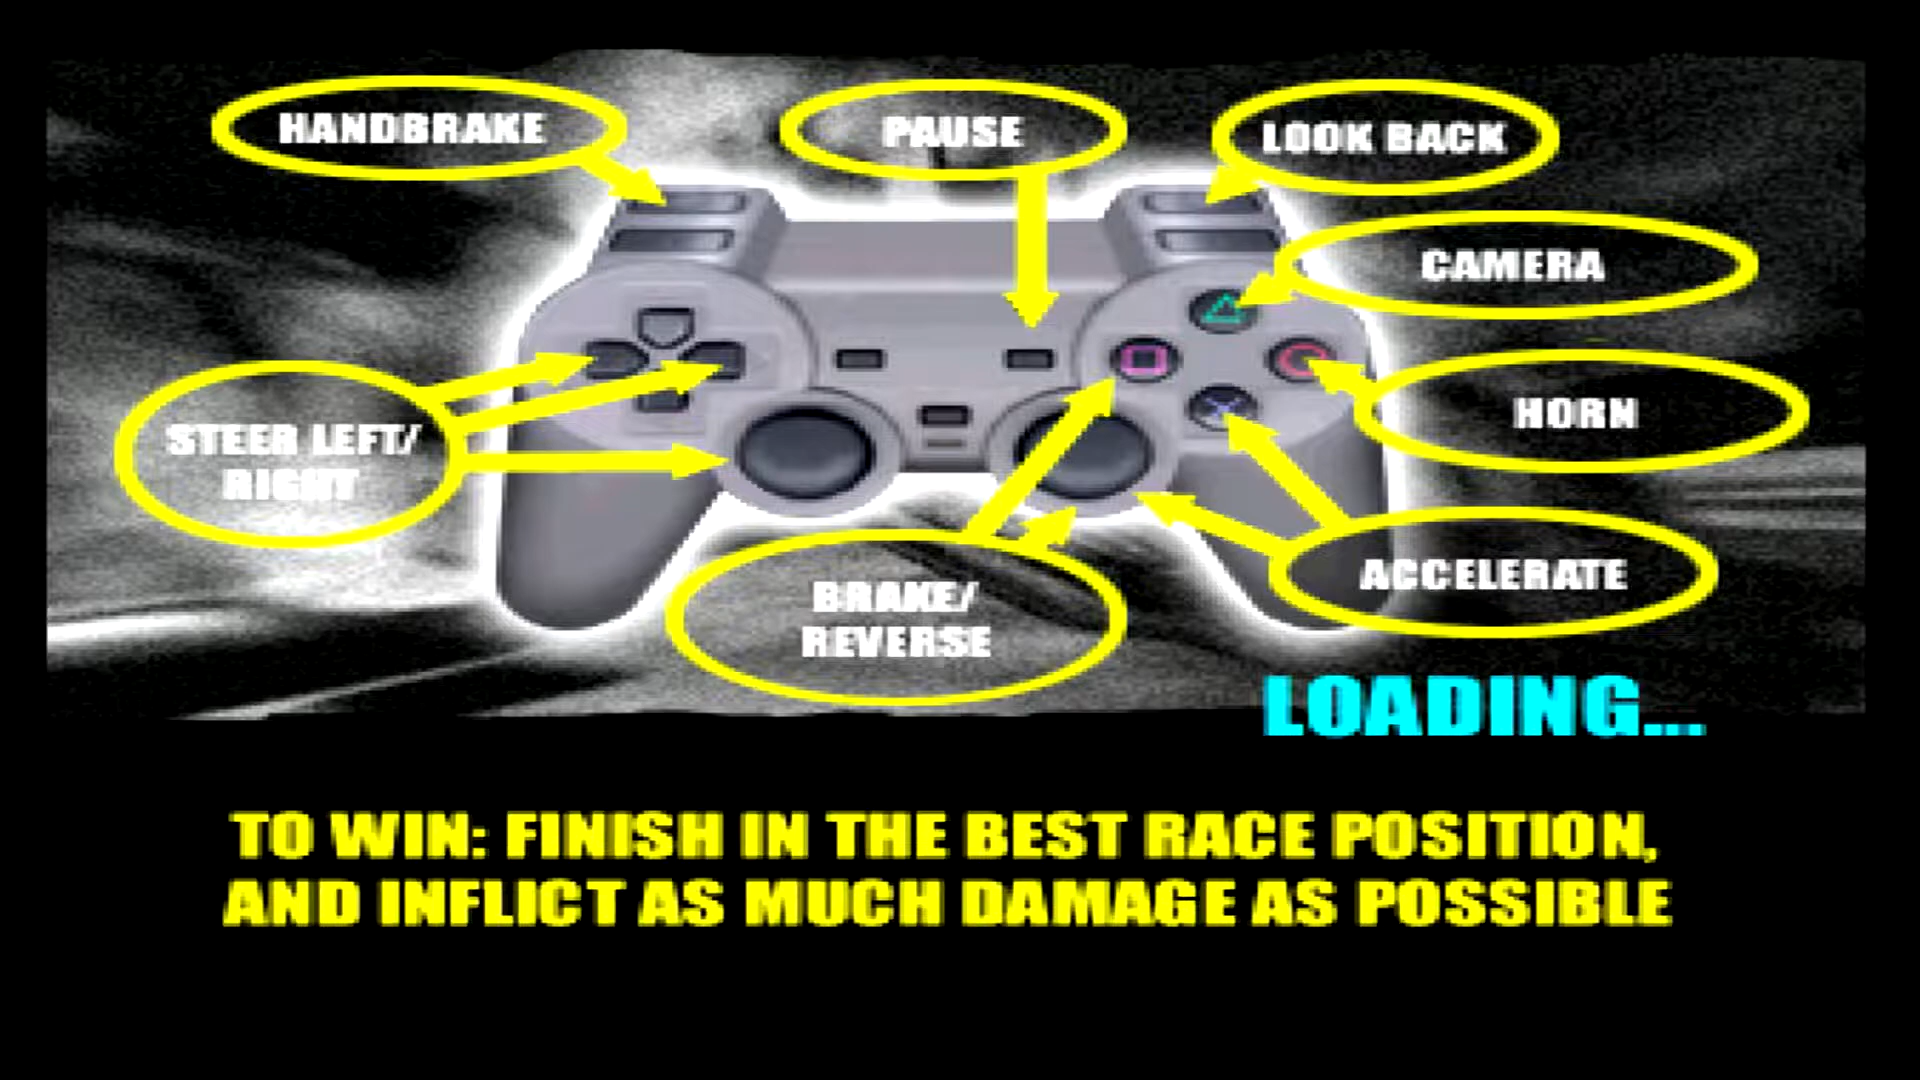 HANDBRAKE
PAUSE
LOOK BACK
CAMERA
STEER LEFT/
RIGHT
HORN
ACCELERATE
BRAKE/
REVERSE
LOADING...
TO WIN: FINISH IN THE BEST RACE POSITION,
AND INFLICT AS MUCH DAMAGE AS POSSIBLE